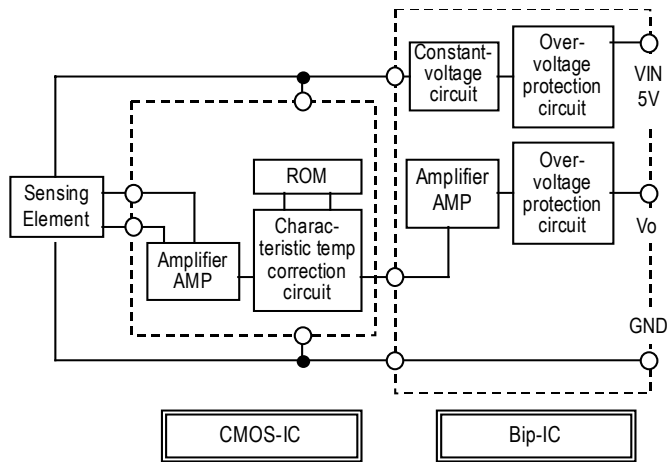 Constant-
voltage
circuit
Over-
voltage
protection
circuit
VIN
5V
Sensing
Element
ROM
Amplifier
AMP
Charac-
teristic temp
correction
circuit
Amplifier
AMP
Over-
voltage
protection
circuit
Vo
GND
CMOS-IC
Bip-IC